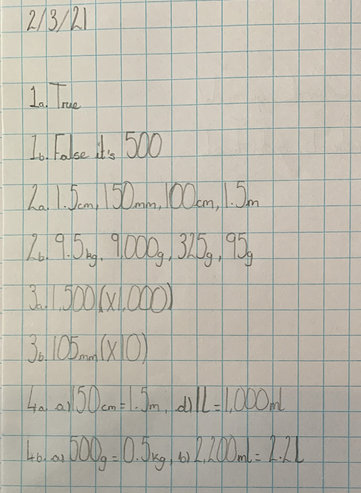 2/3/21
1a. True
1b. False it's 500
2a. 1.5cm, 150mm, 100cm, 1.5m
2b. 9.5kg, 9,000g, 325g, 95g
3a. 1,500 (x1,000)
3b. 105mm (x10)
4a. a) 150cm = 1.5m, d) 1L = 1,000ml
4b. a) 500g = 0.5kg, b) 2,200ml = 2.2L